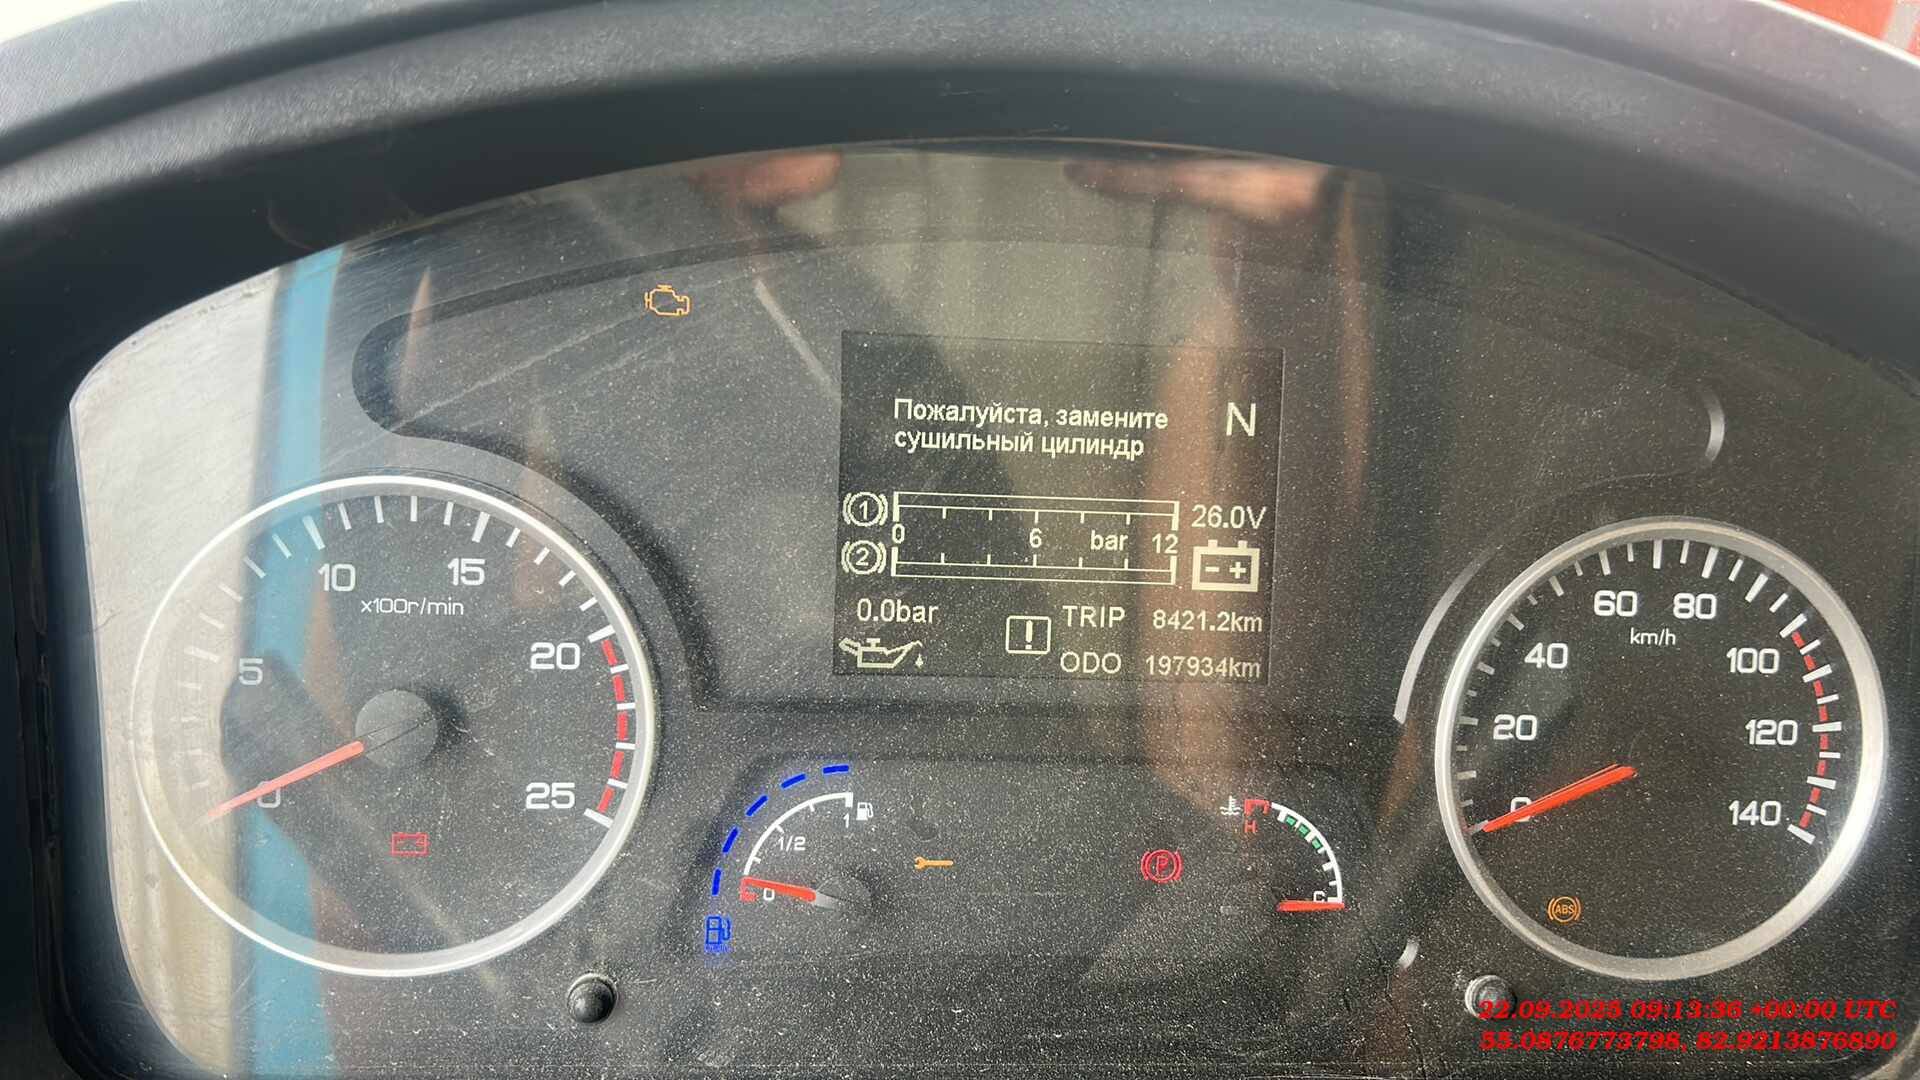 Пожалуйста, замените
сушильный цилиндр
N
1
0 6 bar 12
26.0V
2
0.0bar
TRIP 8421.2km
ODO 197934km
0
5
10
15
20
25
x100r/min
0
1/2
1
H
C
P
0
20
40
60
80
100
120
140
km/h
ABS
22.09.2025 09:13:36 +00:00 UTC
55.0876773798, 82.9213876890